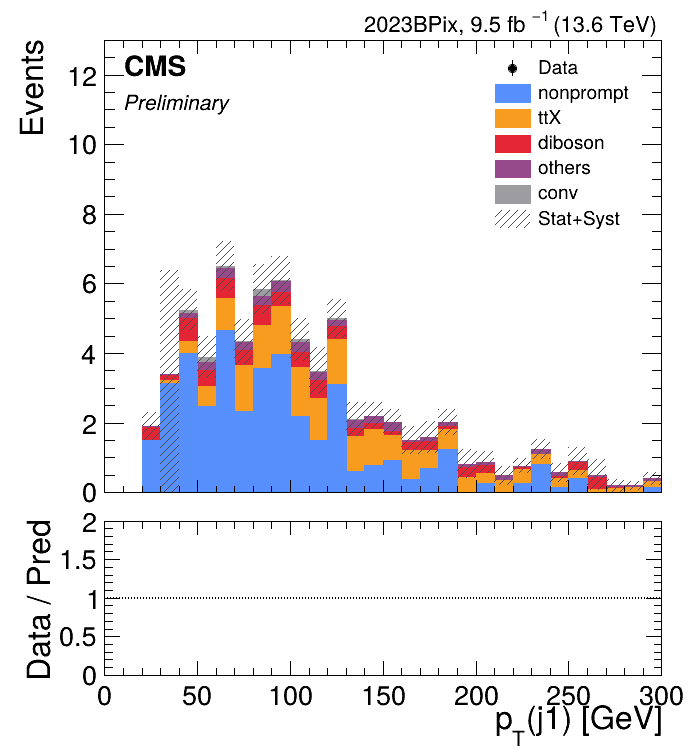 2023BPix, 9.5 fb⁻¹ (13.6 TeV)
Events
CMS
Preliminary
Data
nonprompt
ttX
diboson
others
conv
Stat+Syst
12
10
8
6
4
2
0
Data / Pred
2
1.5
1
0.5
0
0 50 100 150 200 250 300
p_T(j1) [GeV]